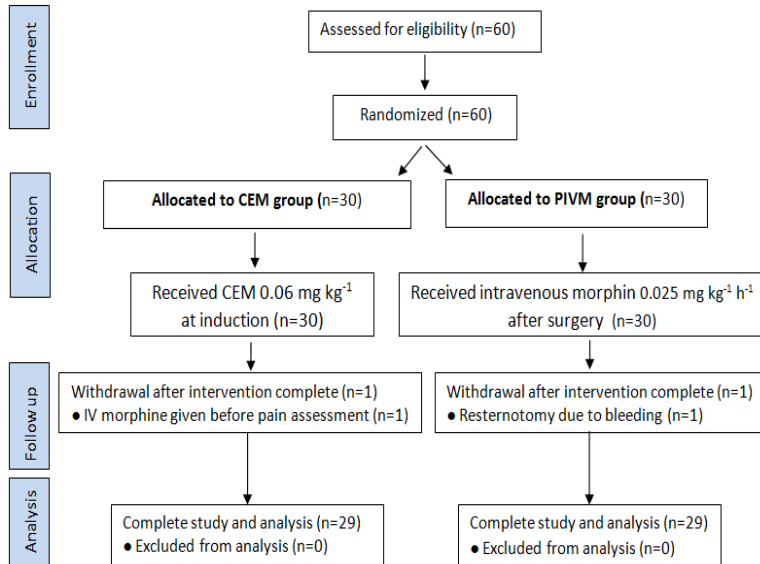 Enrollment
Assessed for eligibility (n=60)
Randomized (n=60)
Allocation
Allocated to CEM group (n=30)
Allocated to PIVM group (n=30)
Received CEM 0.06 mg kg⁻¹
at induction (n=30)
Received intravenous morphin 0.025 mg kg⁻¹ h⁻¹
after surgery (n=30)
Follow up
Withdrawal after intervention complete (n=1)
● IV morphine given before pain assessment (n=1)
Withdrawal after intervention complete (n=1)
● Resternotomy due to bleeding (n=1)
Analysis
Complete study and analysis (n=29)
● Excluded from analysis (n=0)
Complete study and analysis (n=29)
● Excluded from analysis (n=0)